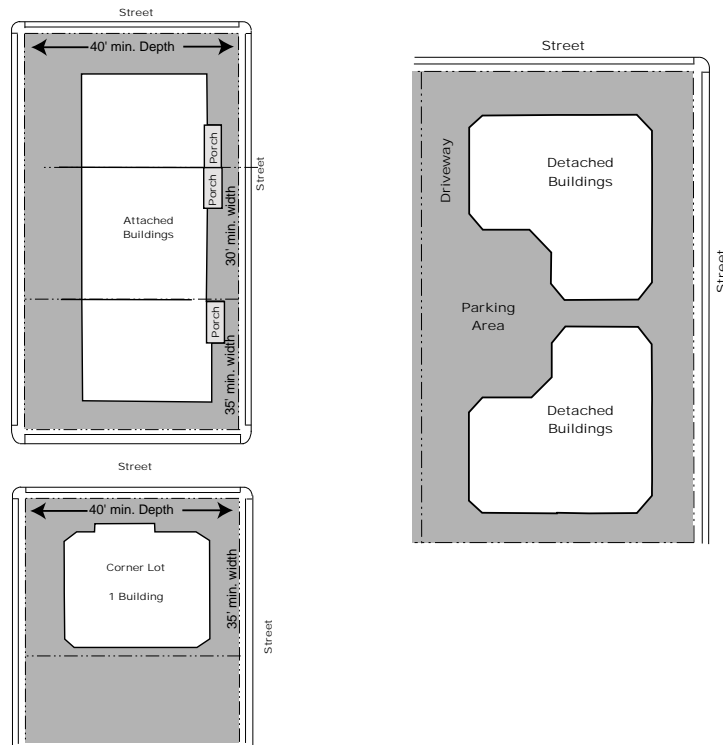 Street
40' min. Depth
Porch
Porch
Street
Attached
Buildings
30' min. width
Porch
35' min. width
Street
40' min. Depth
Corner Lot
1 Building
35' min. width
Street
Street
Driveway
Detached
Buildings
Street
Parking
Area
Detached
Buildings